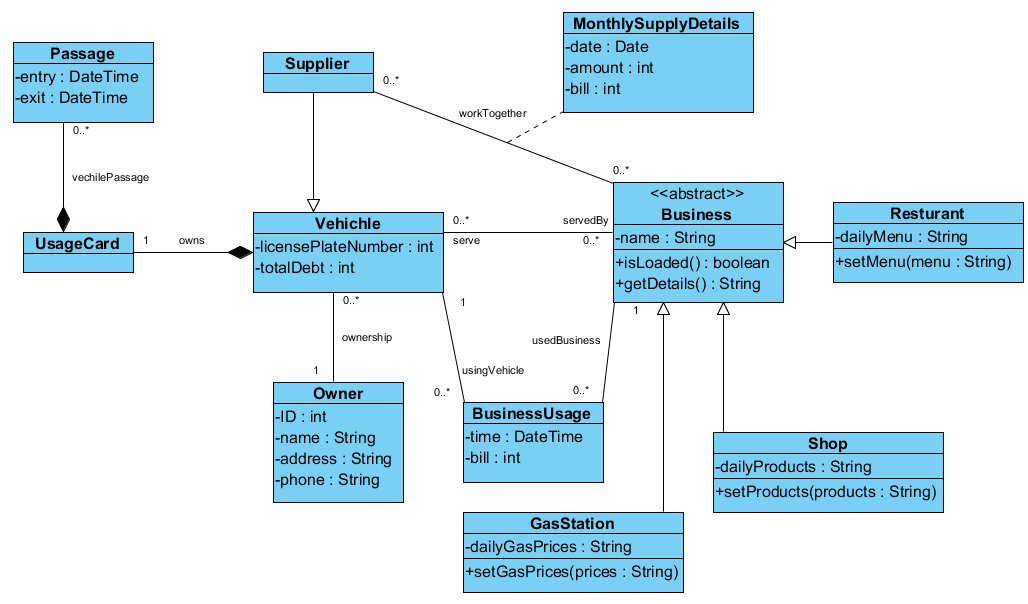 MonthlySupplyDetails
-date : Date
-amount : int
-bill : int
Passage
-entry : DateTime
-exit : DateTime
Supplier
0..*
workTogether
0..*
0..*
vechilePassage
<<abstract>>
Business
-name : String
+isLoaded() : boolean
+getDetails() : String
Resturant
-dailyMenu : String
+setMenu(menu : String)
UsageCard
1
owns
Vehichle
-licensePlateNumber : int
-totalDebt : int
0..*
servedBy
serve
0..*
0..*
1
1
ownership
usedBusiness
1
usingVehicle
0..*
0..*
Owner
-ID : int
-name : String
-address : String
-phone : String
BusinessUsage
-time : DateTime
-bill : int
Shop
-dailyProducts : String
+setProducts(products : String)
GasStation
-dailyGasPrices : String
+setGasPrices(prices : String)